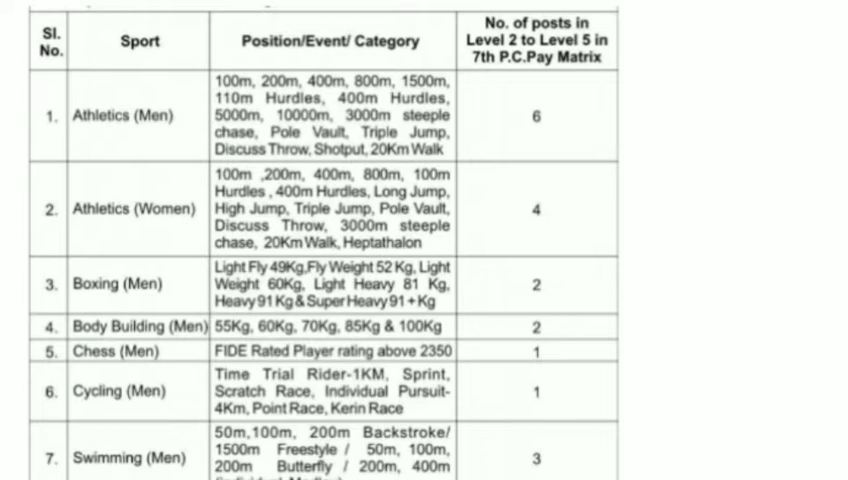 Sl. No. Sport Position/Event/ Category No. of posts in Level 2 to Level 5 in 7th P.C.Pay Matrix
1. Athletics (Men) 100m, 200m, 400m, 800m, 1500m,
110m Hurdles, 400m Hurdles,
5000m, 10000m, 3000m steeple
chase, Pole Vault, Triple Jump,
Discuss Throw, Shotput, 20Km Walk
6
2. Athletics (Women) 100m ,200m, 400m, 800m, 100m
Hurdles , 400m Hurdles, Long Jump,
High Jump, Triple Jump, Pole Vault,
Discuss Throw, 3000m steeple
chase, 20Km Walk, Heptathalon
4
3. Boxing (Men) Light Fly 49Kg,Fly Weight 52 Kg, Light
Weight 60Kg, Light Heavy 81 Kg,
Heavy 91 Kg & Super Heavy 91 + Kg
2
4. Body Building (Men) 55Kg, 60Kg, 70Kg, 85Kg & 100Kg 2
5. Chess (Men) FIDE Rated Player rating above 2350 1
6. Cycling (Men) Time Trial Rider-1KM, Sprint,
Scratch Race, Individual Pursuit-
4Km, Point Race, Kerin Race
1
7. Swimming (Men) 50m,100m, 200m Backstroke/
1500m Freestyle / 50m, 100m,
200m Butterfly / 200m, 400m
3